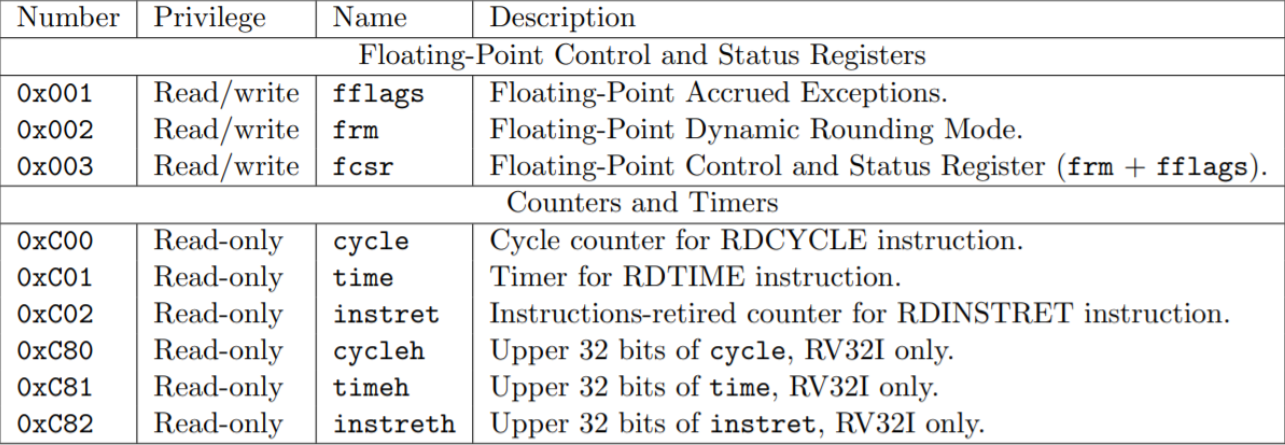 Number Privilege Name Description
Floating-Point Control and Status Registers
0x001 Read/write fflags Floating-Point Accrued Exceptions.
0x002 Read/write frm Floating-Point Dynamic Rounding Mode.
0x003 Read/write fcsr Floating-Point Control and Status Register (frm + fflags).
Counters and Timers
0xC00 Read-only cycle Cycle counter for RDCYCLE instruction.
0xC01 Read-only time Timer for RDTIME instruction.
0xC02 Read-only instret Instructions-retired counter for RDINSTRET instruction.
0xC80 Read-only cycleh Upper 32 bits of cycle, RV32I only.
0xC81 Read-only timeh Upper 32 bits of time, RV32I only.
0xC82 Read-only instreth Upper 32 bits of instret, RV32I only.